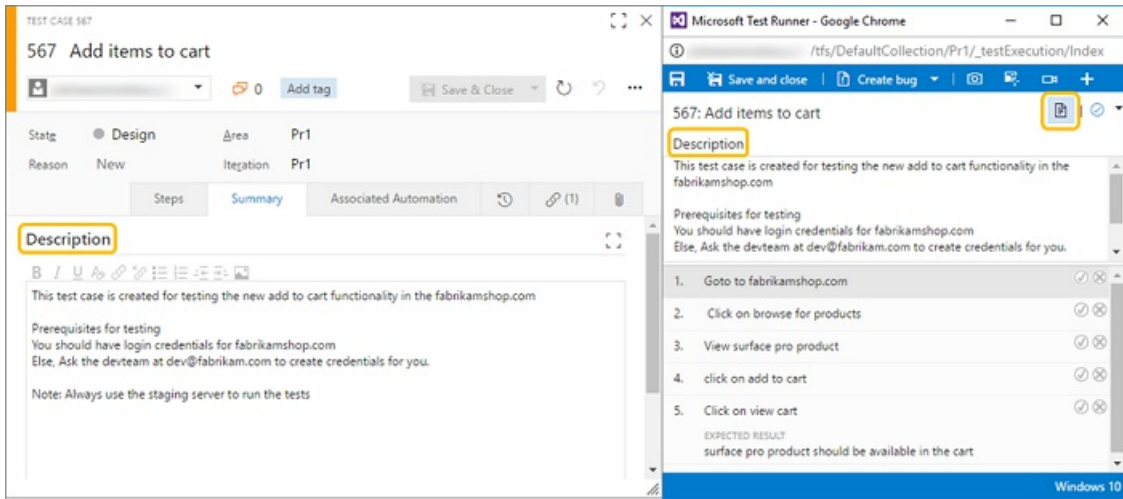 TEST CASE 567
567 Add items to cart
0 Add tag Save & Close
State Design Area Pr1
Reason New Iteration Pr1
Steps Summary Associated Automation (1)
Description
B I U
This test case is created for testing the new add to cart functionality in the fabrikamshop.com
Prerequisites for testing
You should have login credentials for fabrikamshop.com
Else, Ask the devteam at dev@fabrikam.com to create credentials for you.
Note: Always use the staging server to run the tests
Microsoft Test Runner - Google Chrome
/tfs/DefaultCollection/Pr1/_testExecution/Index
Save and close Create bug
567: Add items to cart
Description
This test case is created for testing the new add to cart functionality in the
fabrikamshop.com
Prerequisites for testing
You should have login credentials for fabrikamshop.com
Else, Ask the devteam at dev@fabrikam.com to create credentials for you.
1. Goto to fabrikamshop.com
2. Click on browse for products
3. View surface pro product
4. click on add to cart
5. Click on view cart
EXPECTED RESULT
surface pro product should be available in the cart
Windows 10